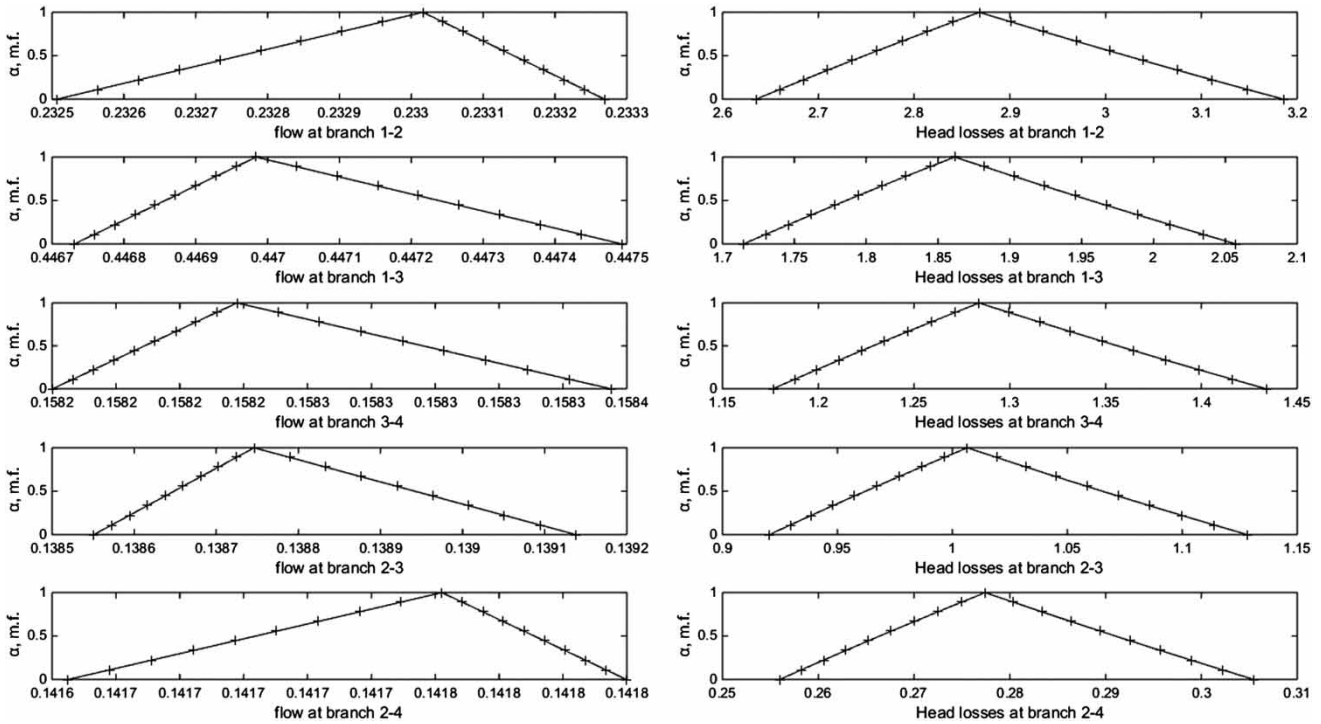 α, m.f.
1
0.5
0
0.2325 0.2326 0.2327 0.2328 0.2329 0.233 0.2331 0.2332 0.2333
flow at branch 1-2
α, m.f.
1
0.5
0
2.6 2.7 2.8 2.9 3 3.1 3.2
Head losses at branch 1-2
α, m.f.
1
0.5
0
0.4467 0.4468 0.4469 0.447 0.4471 0.4472 0.4473 0.4474 0.4475
flow at branch 1-3
α, m.f.
1
0.5
0
1.7 1.75 1.8 1.85 1.9 1.95 2 2.05 2.1
Head losses at branch 1-3
α, m.f.
1
0.5
0
0.1582 0.1582 0.1582 0.1582 0.1583 0.1583 0.1583 0.1583 0.1583 0.1584
flow at branch 3-4
α, m.f.
1
0.5
0
1.15 1.2 1.25 1.3 1.35 1.4 1.45
Head losses at branch 3-4
α, m.f.
1
0.5
0
0.1385 0.1386 0.1387 0.1388 0.1389 0.139 0.1391 0.1392
flow at branch 2-3
α, m.f.
1
0.5
0
0.9 0.95 1 1.05 1.1 1.15
Head losses at branch 2-3
α, m.f.
1
0.5
0
0.1416 0.1417 0.1417 0.1417 0.1417 0.1417 0.1418 0.1418 0.1418 0.1418
flow at branch 2-4
α, m.f.
1
0.5
0
0.25 0.26 0.27 0.28 0.29 0.3 0.31
Head losses at branch 2-4